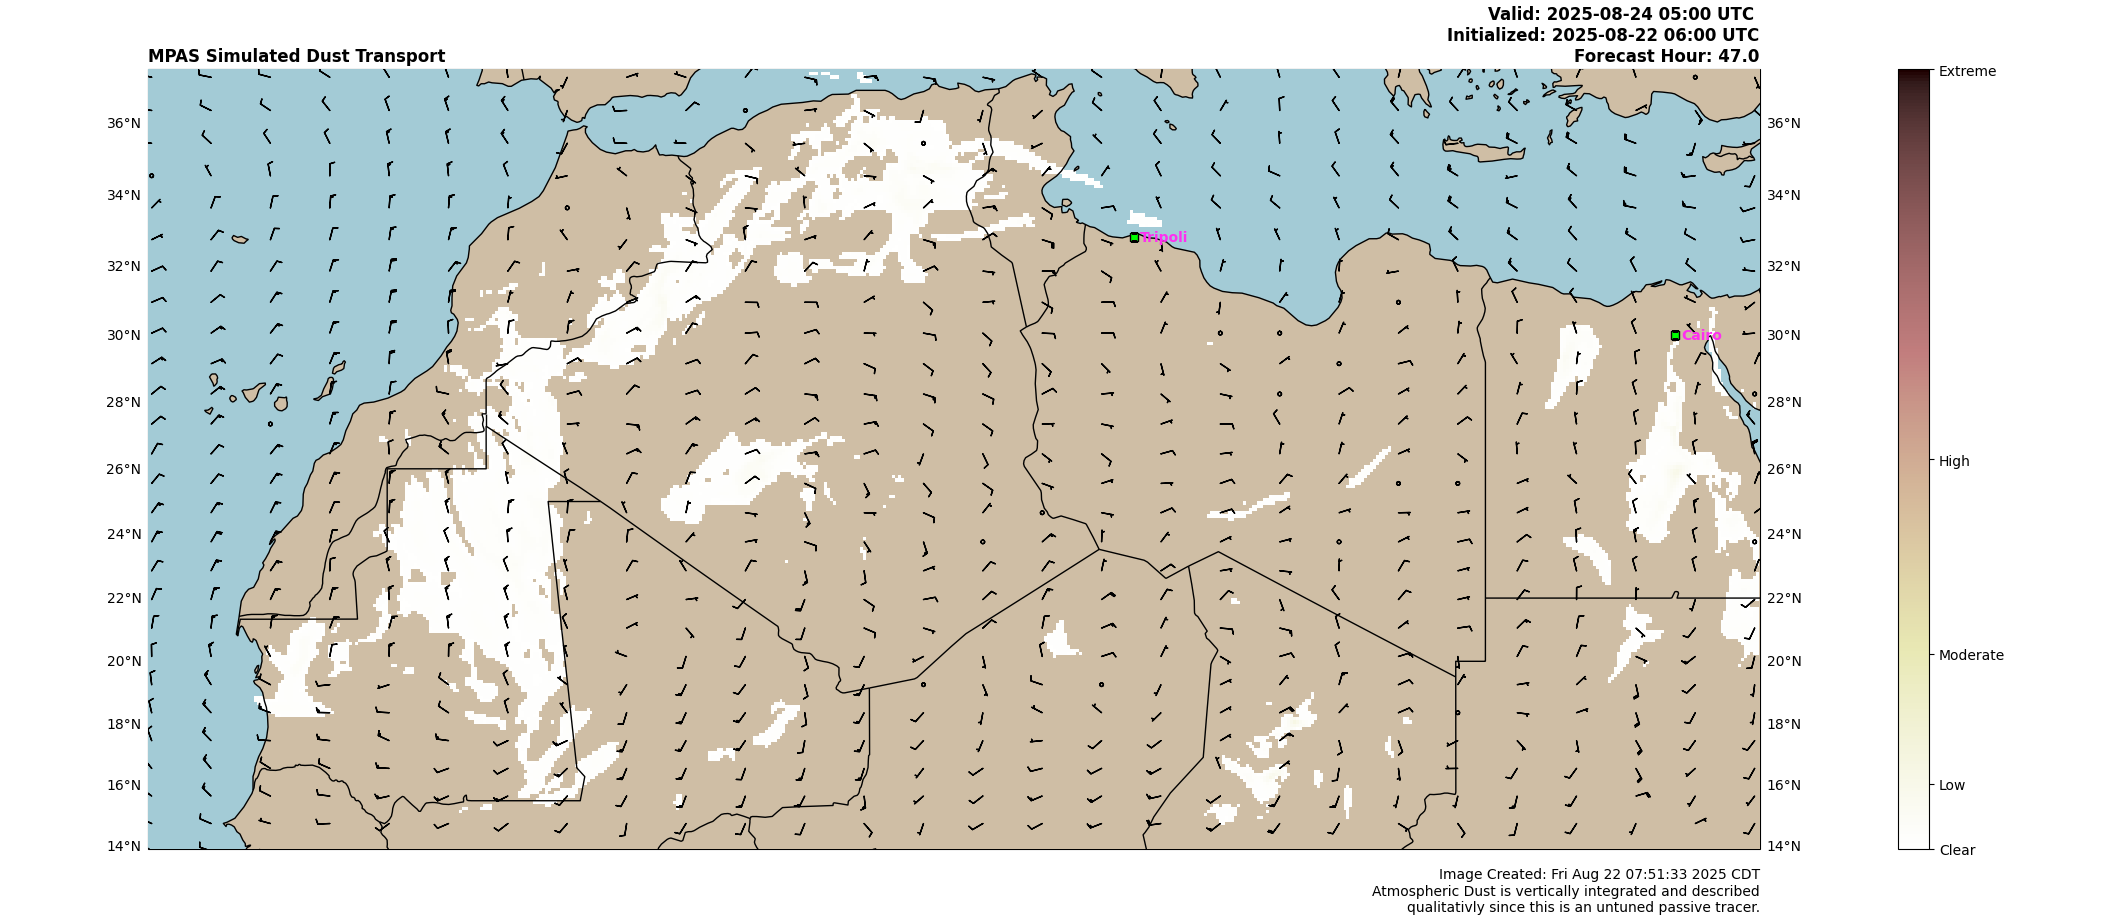 Valid: 2025-08-24 05:00 UTC
Initialized: 2025-08-22 06:00 UTC
MPAS Simulated Dust Transport
Forecast Hour: 47.0
Extreme
36°N
36°N
34°N
34°N
Tripoli
32°N
32°N
30°N
Cairo
30°N
28°N
28°N
High
26°N
26°N
24°N
24°N
22°N
22°N
Moderate
20°N
20°N
18°N
18°N
16°N
16°N
Low
14°N
14°N
Clear
Image Created: Fri Aug 22 07:51:33 2025 CDT
Atmospheric Dust is vertically integrated and described
qualitativly since this is an untuned passive tracer.